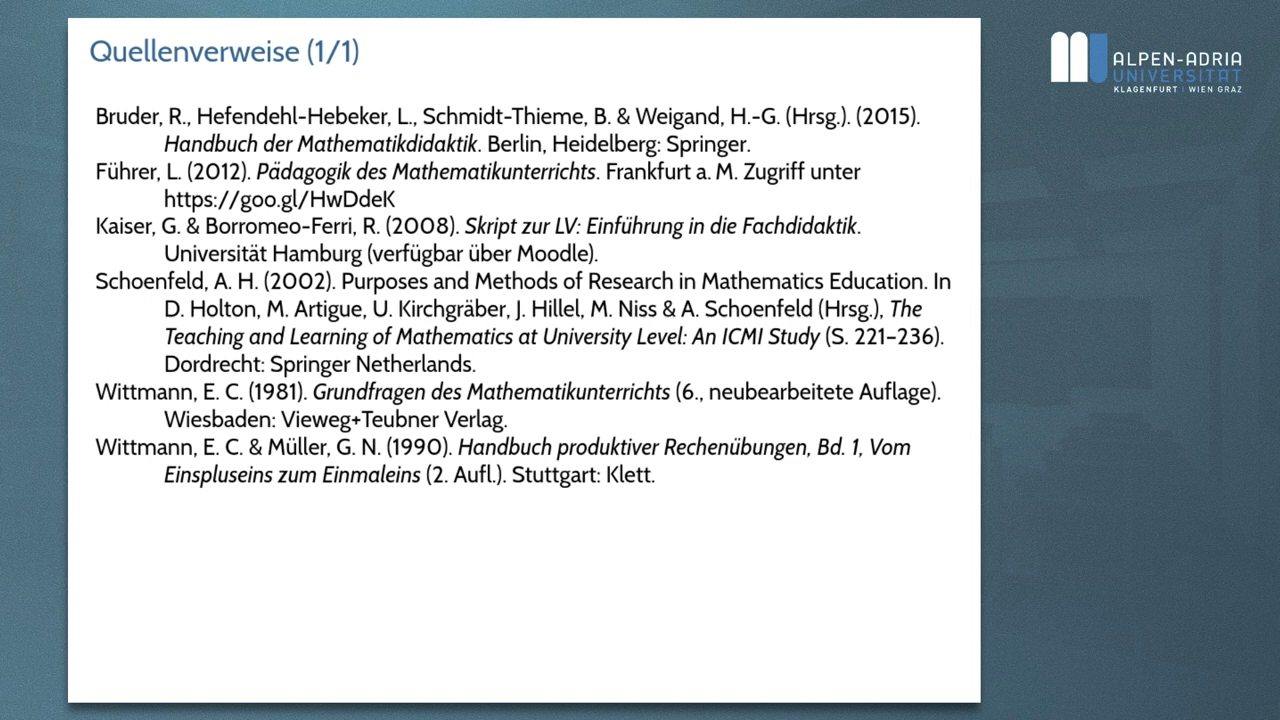 Quellenverweise (1/1)
Bruder, R., Hefendehl-Hebeker, L., Schmidt-Thieme, B. & Weigand, H.-G. (Hrsg.). (2015).
Handbuch der Mathematikdidaktik. Berlin, Heidelberg: Springer.
Führer, L. (2012). Pädagogik des Mathematikunterrichts. Frankfurt a. M. Zugriff unter
https://goo.gl/HwDdeK
Kaiser, G. & Borromeo-Ferri, R. (2008). Skript zur LV: Einführung in die Fachdidaktik.
Universität Hamburg (verfügbar über Moodle).
Schoenfeld, A. H. (2002). Purposes and Methods of Research in Mathematics Education. In
D. Holton, M. Artigue, U. Kirchgräber, J. Hillel, M. Niss & A. Schoenfeld (Hrsg.), The
Teaching and Learning of Mathematics at University Level: An ICMI Study (S. 221–236).
Dordrecht: Springer Netherlands.
Wittmann, E. C. (1981). Grundfragen des Mathematikunterrichts (6., neubearbeitete Auflage).
Wiesbaden: Vieweg+Teubner Verlag.
Wittmann, E. C. & Müller, G. N. (1990). Handbuch produktiver Rechenübungen, Bd. 1, Vom
Einspluseins zum Einmaleins (2. Aufl.). Stuttgart: Klett.
ALPEN-ADRIA
UNIVERSITÄT
KLAGENFURT | WIEN GRAZ